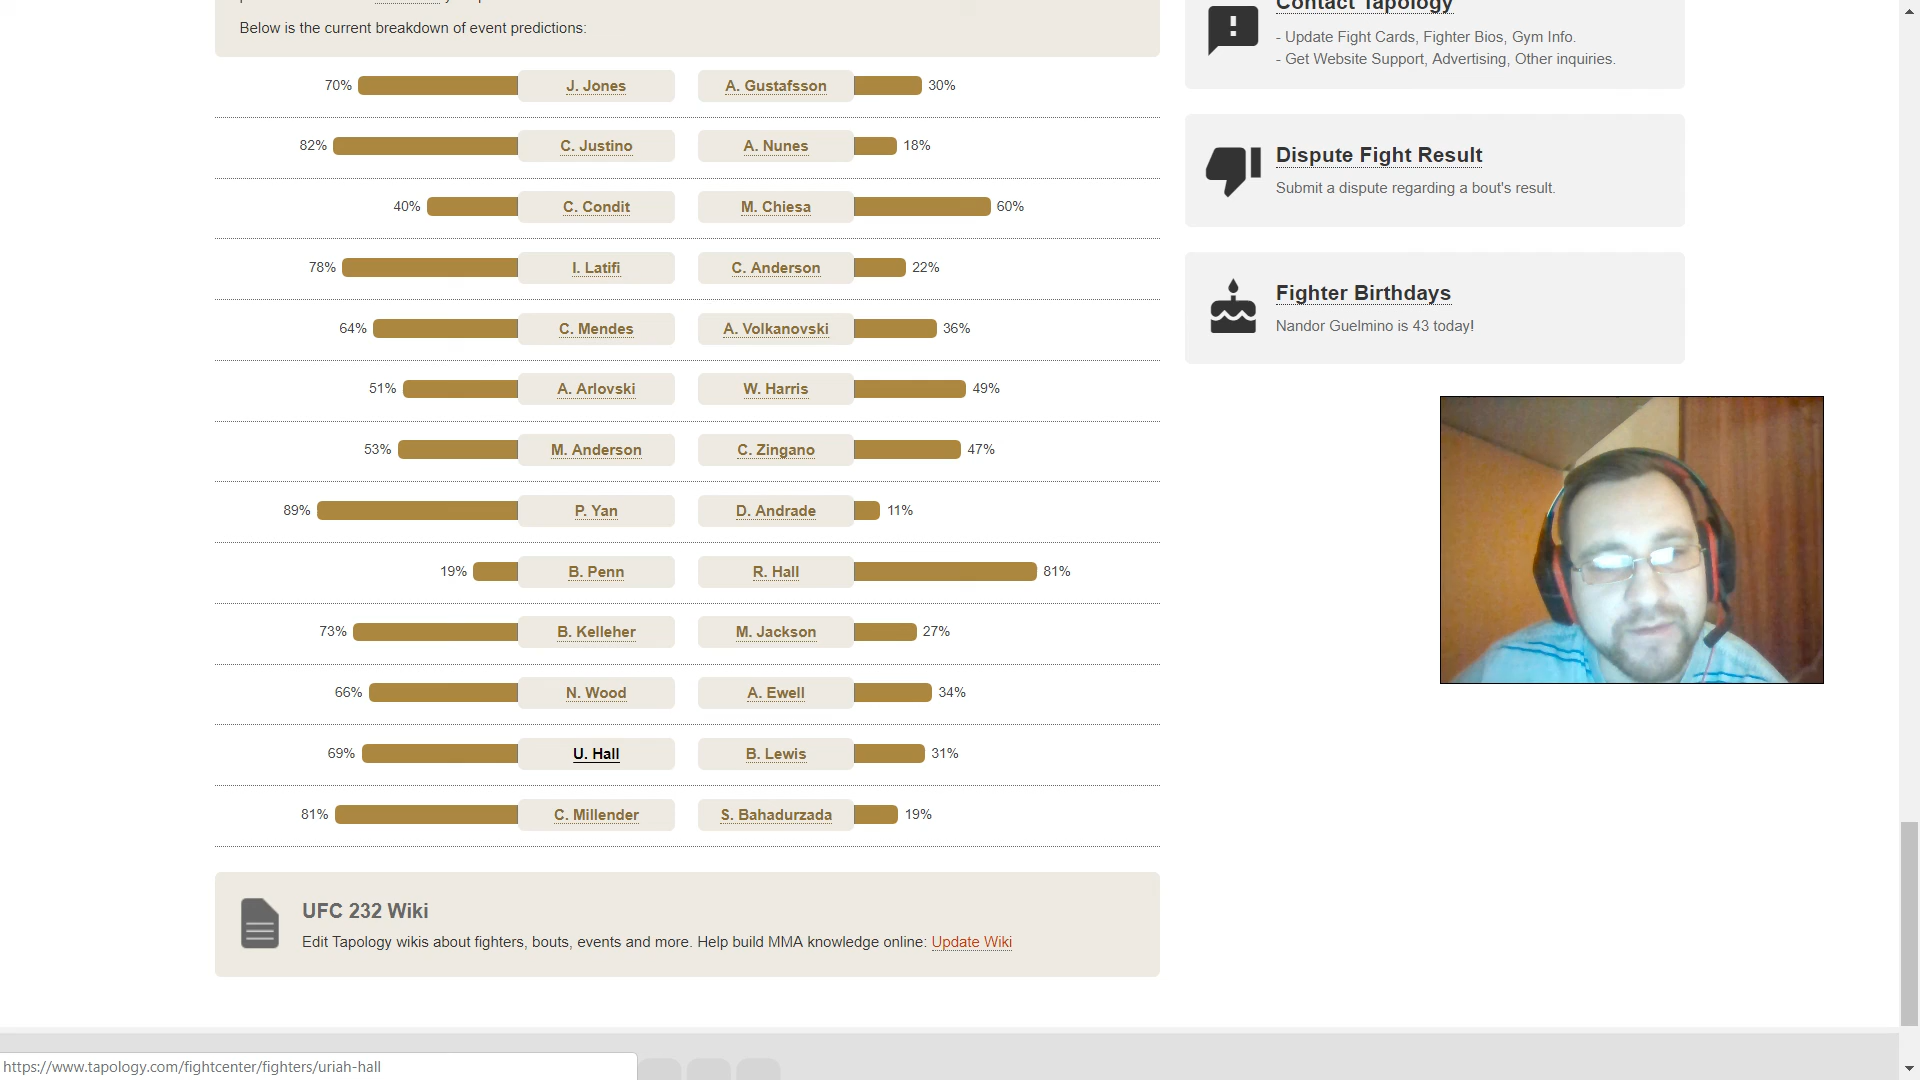 Below is the current breakdown of event predictions:
70% J. Jones A. Gustafsson 30%
82% C. Justino A. Nunes 18%
40% C. Condit M. Chiesa 60%
78% I. Latifi C. Anderson 22%
64% C. Mendes A. Volkanovski 36%
51% A. Arlovski W. Harris 49%
53% M. Anderson C. Zingano 47%
89% P. Yan D. Andrade 11%
19% B. Penn R. Hall 81%
73% B. Kelleher M. Jackson 27%
66% N. Wood A. Ewell 34%
69% U. Hall B. Lewis 31%
81% C. Millender S. Bahadurzada 19%
UFC 232 Wiki
Edit Tapology wikis about fighters, bouts, events and more. Help build MMA knowledge online: Update Wiki
Contact Tapology
- Update Fight Cards, Fighter Bios, Gym Info.
- Get Website Support, Advertising, Other inquiries.
Dispute Fight Result
Submit a dispute regarding a bout's result.
Fighter Birthdays
Nandor Guelmino is 43 today!
https://www.tapology.com/fightcenter/fighters/uriah-hall